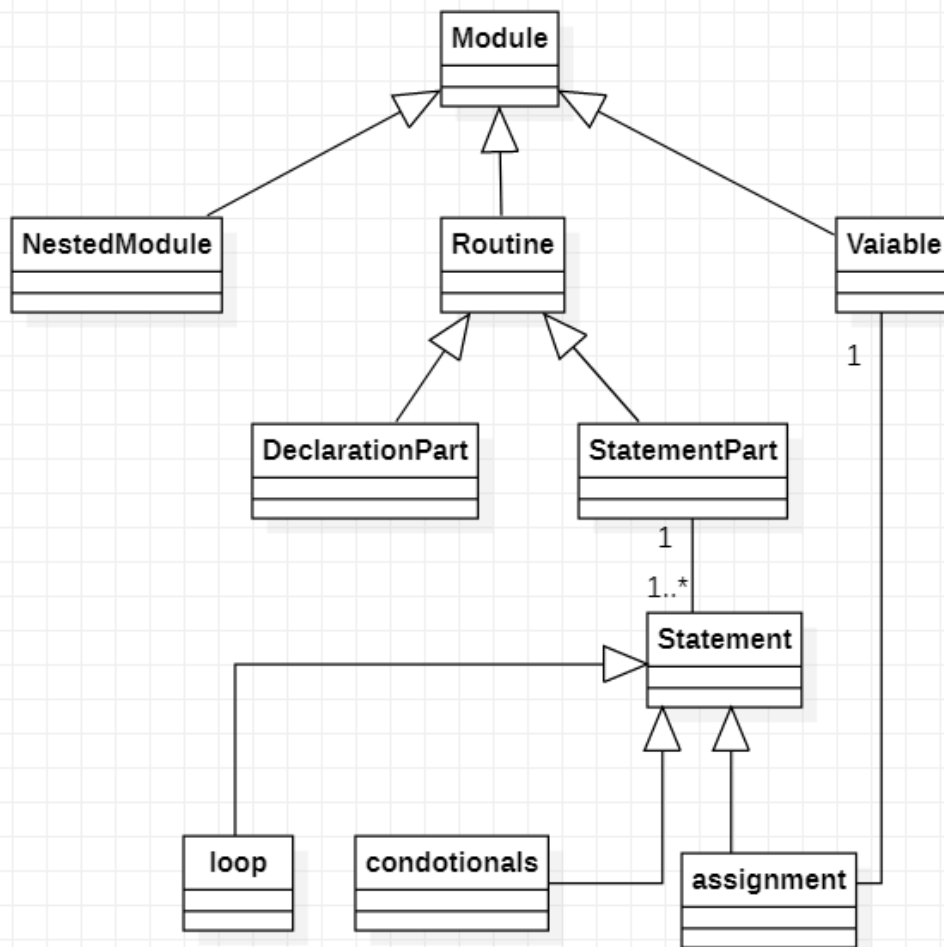 Module
NestedModule
Routine
Vaiable
1
DeclarationPart
StatementPart
1
1..*
Statement
loop
condotionals
assignment